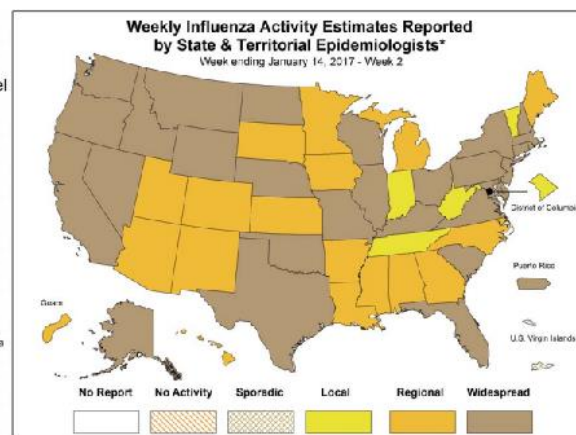 Weekly Influenza Activity Estimates Reported
by State & Territorial Epidemiologists*
Week ending January 14, 2017 - Week 2
el
District of Columbia
Puerto Rico
Guam
U.S. Virgin Islands
No Report No Activity Sporadic Local Regional Widespread